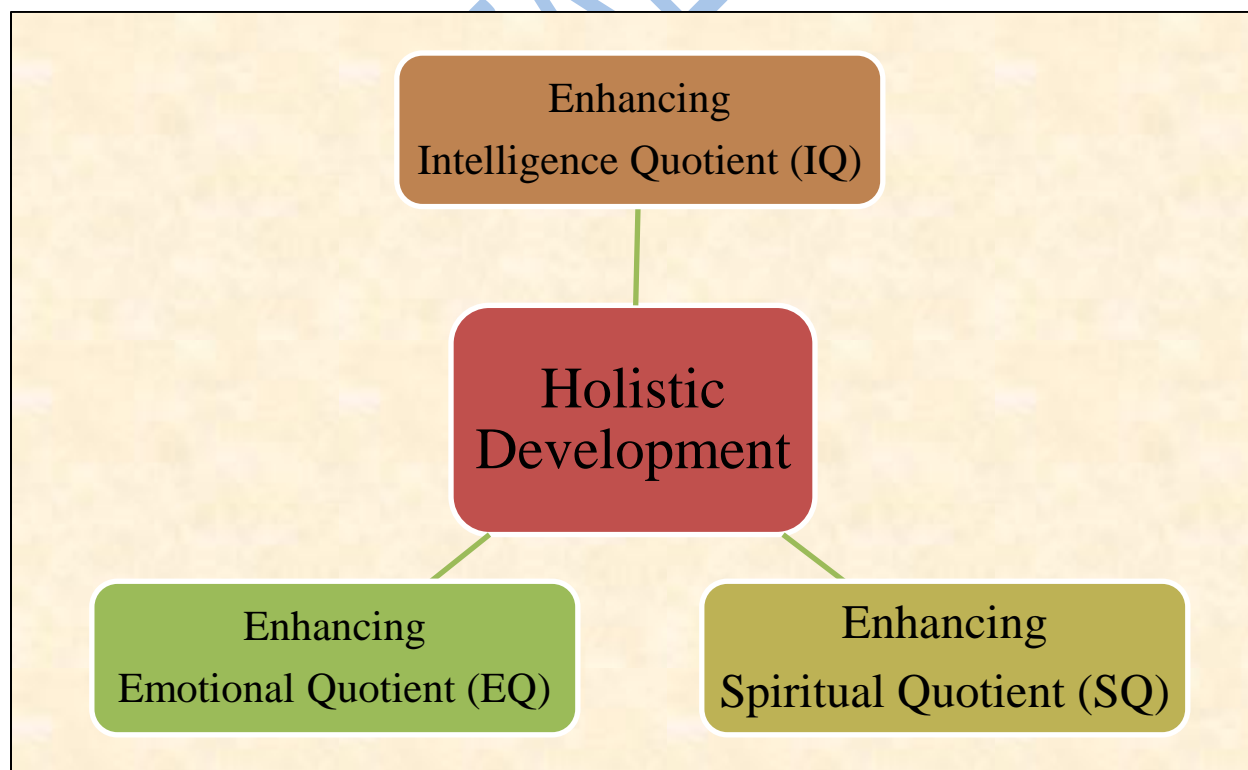 Enhancing
Intelligence Quotient (IQ)
Holistic
Development
Enhancing
Emotional Quotient (EQ)
Enhancing
Spiritual Quotient (SQ)